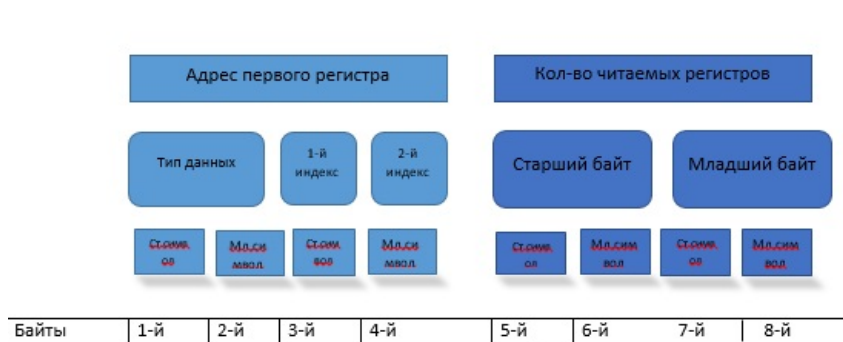 Адрес первого регистра
Кол-во читаемых регистров
Тип данных
1-й
индекс
2-й
индекс
Старший байт
Младший байт
Ст.симв
ол
Мл.си
мвол
Ст.сим
вол
Мл.си
мвол
Ст.симв
ол
Мл.сим
вол
Ст.симв
ол
Мл.сим
вол
Байты 1-й 2-й 3-й 4-й 5-й 6-й 7-й 8-й